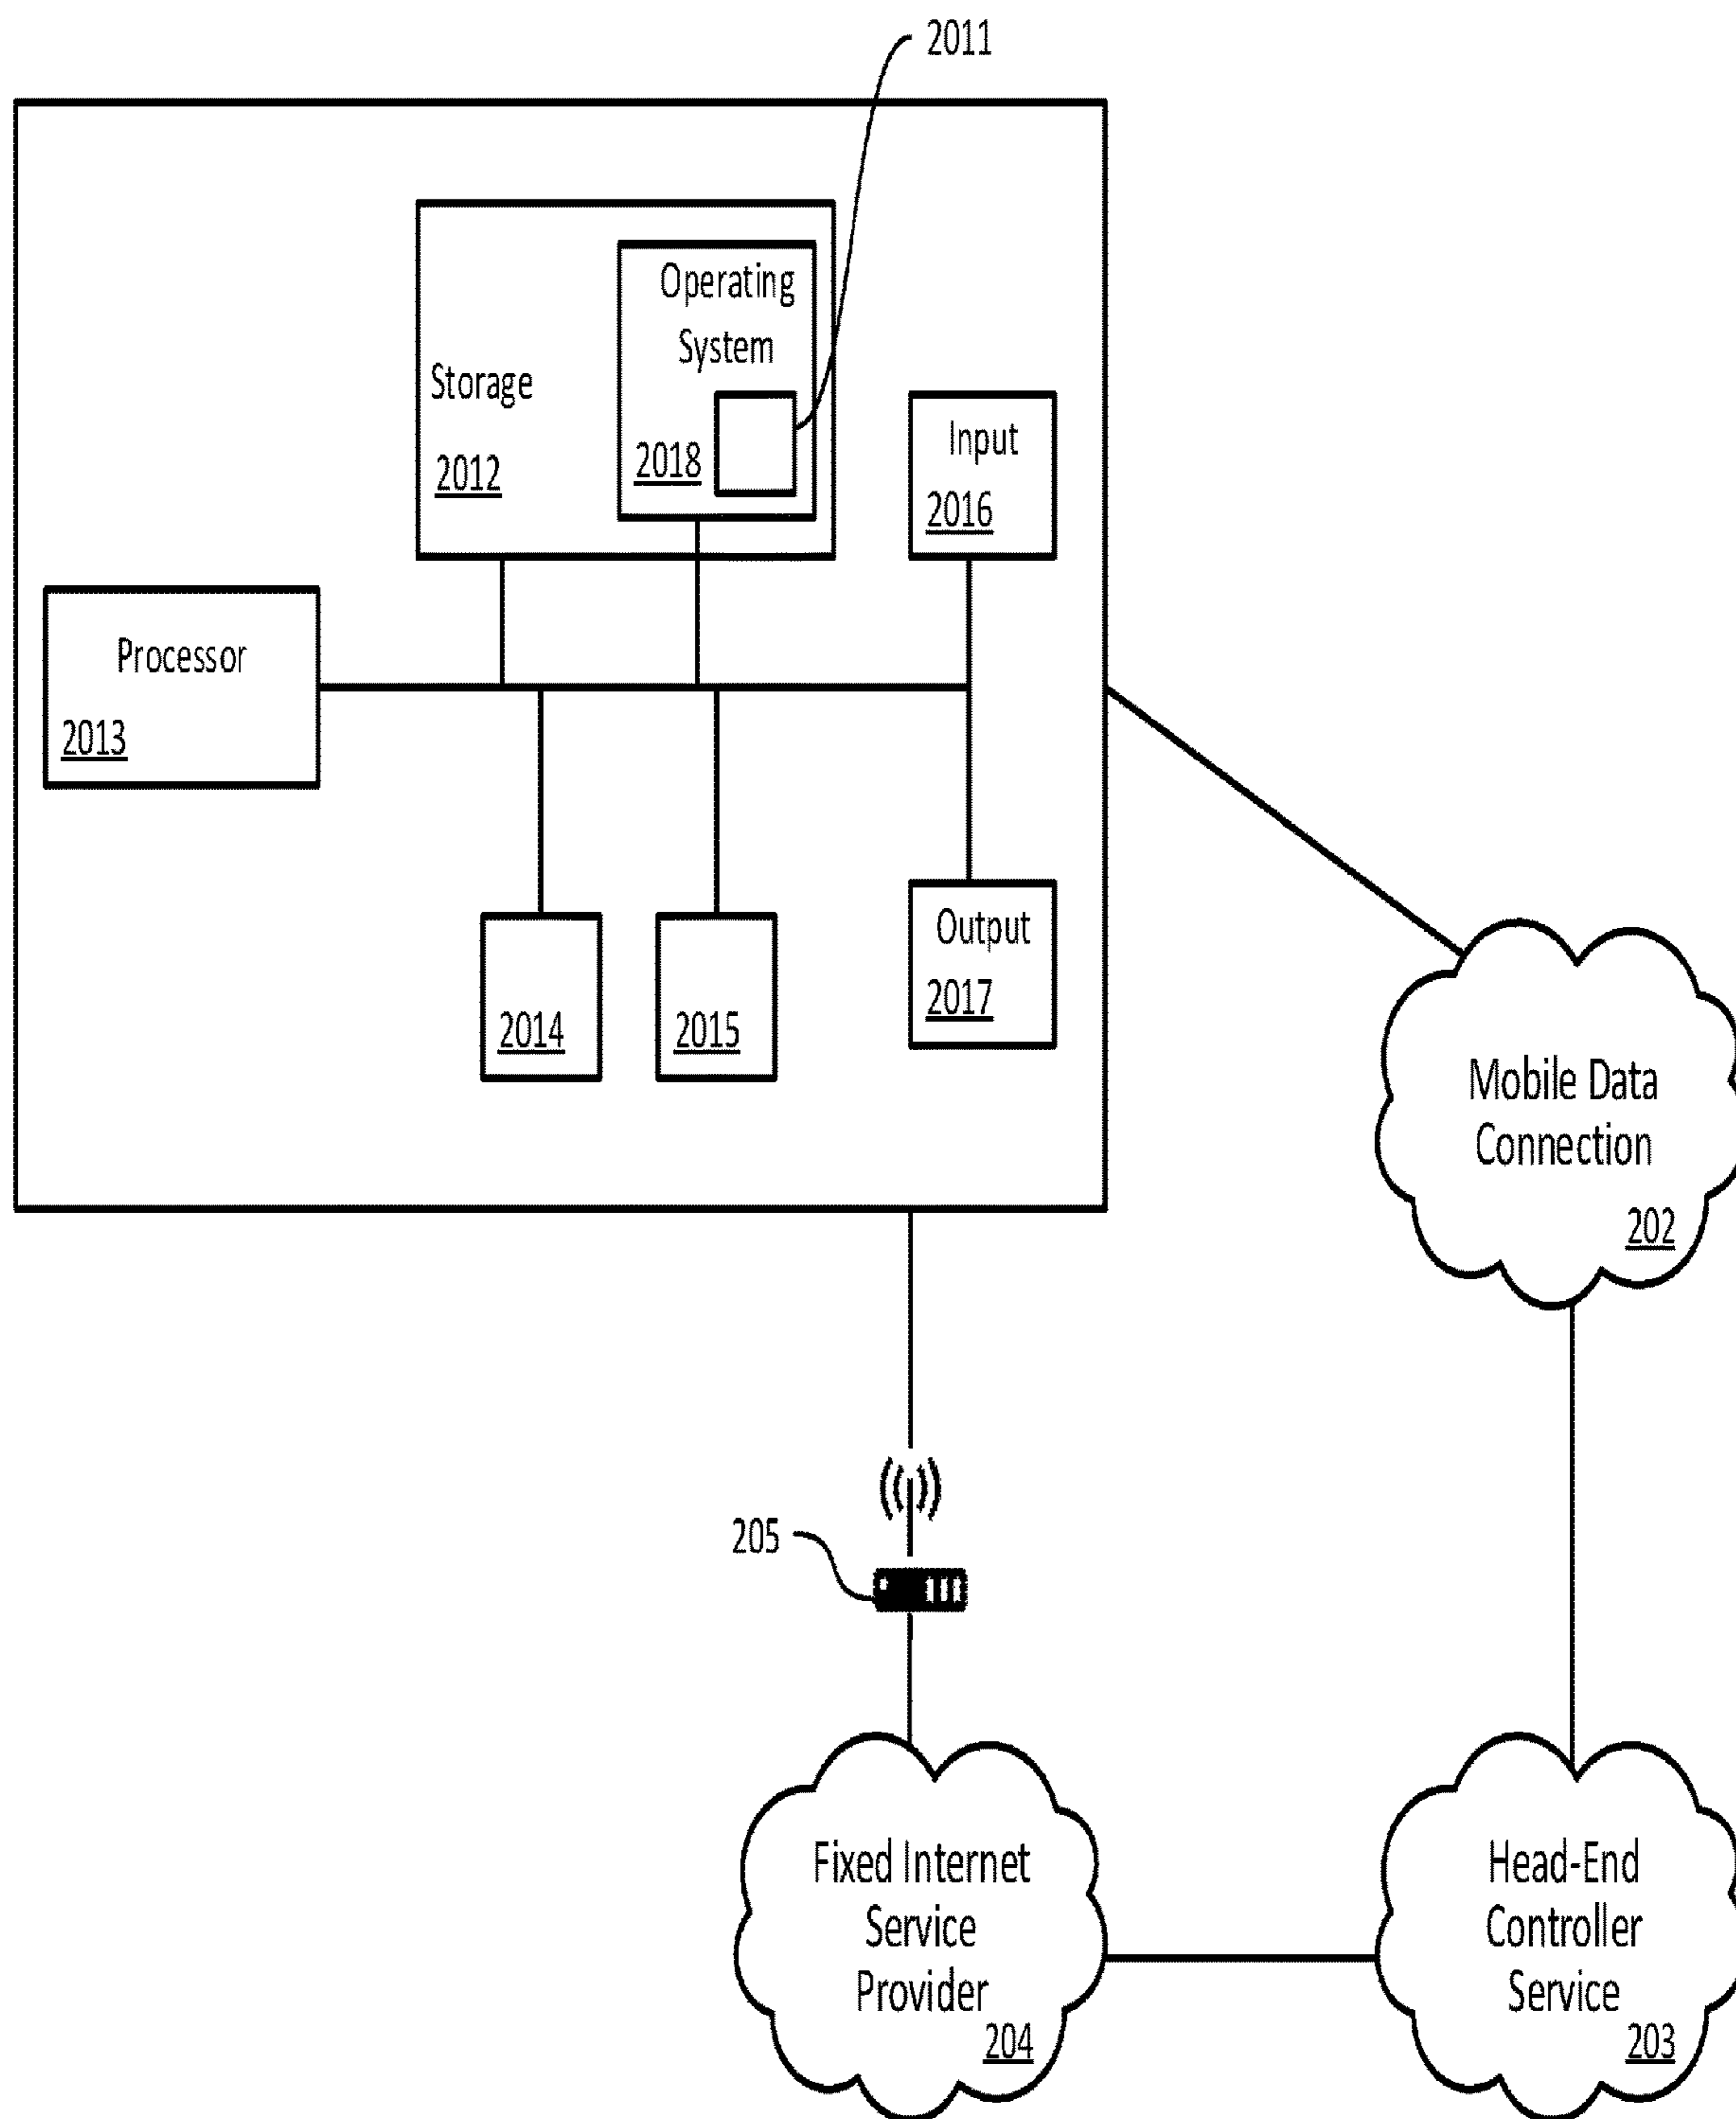 2011
Operating
System
2018
Storage
2012
Input
2016
Processor
2013
2014
2015
Output
2017
Mobile Data
Connection
202
205
Fixed Internet
Service
Provider
204
Head-End
Controller
Service
203